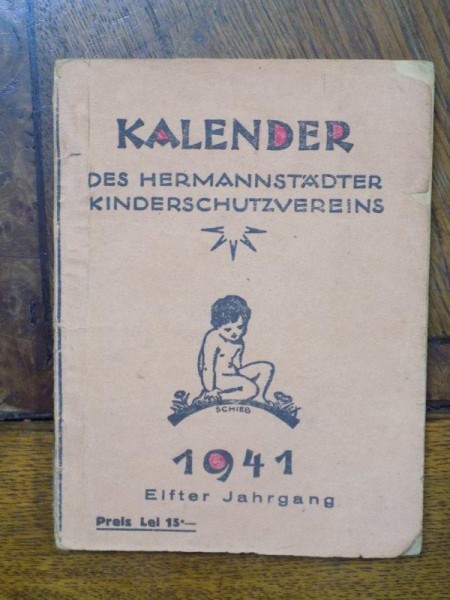 KALENDER
DES HERMANNSTÄDTER
KINDERSCHUTZVEREINS
SCHIEB
1941
Elfter Jahrgang
Preis Lei 15·—